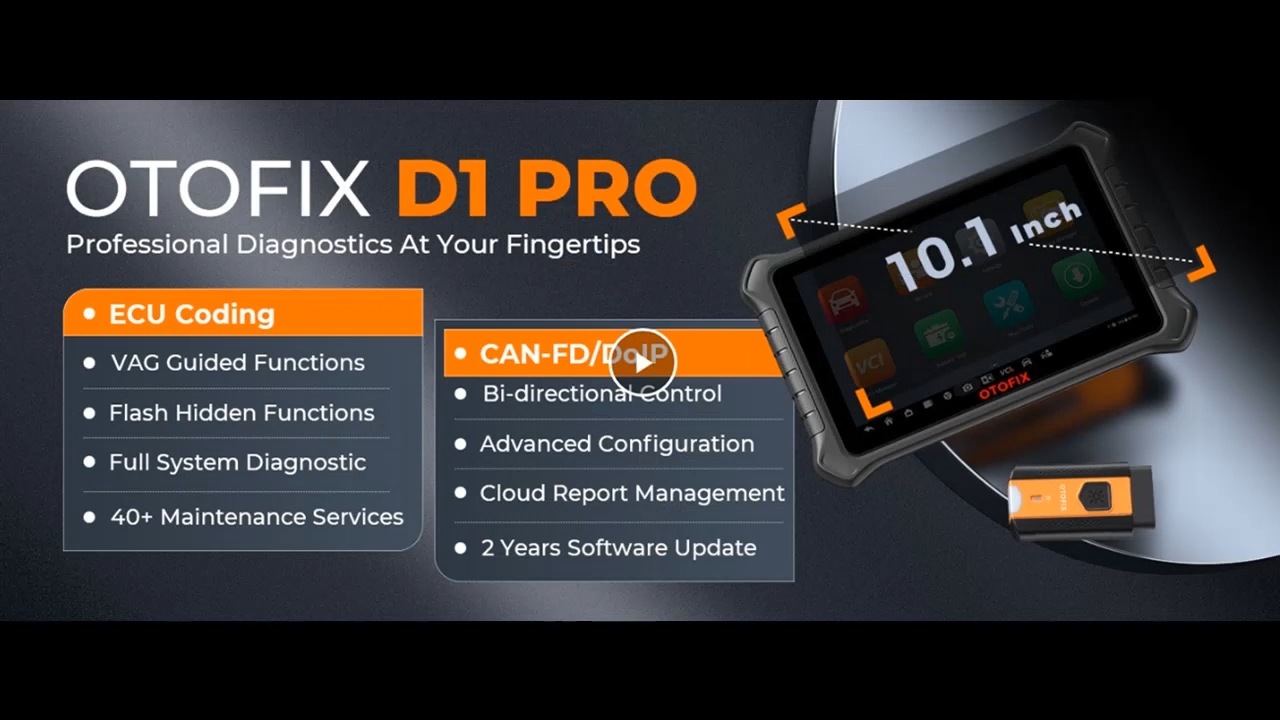 OTOFIX D1 PRO
Professional Diagnostics At Your Fingertips
ECU Coding
VAG Guided Functions
Flash Hidden Functions
Full System Diagnostic
40+ Maintenance Services
CAN-FD/DoIP
Bi-directional Control
Advanced Configuration
Cloud Report Management
2 Years Software Update
10.1 Inch
VCI
VCI
OTOFIX
OTOFIX